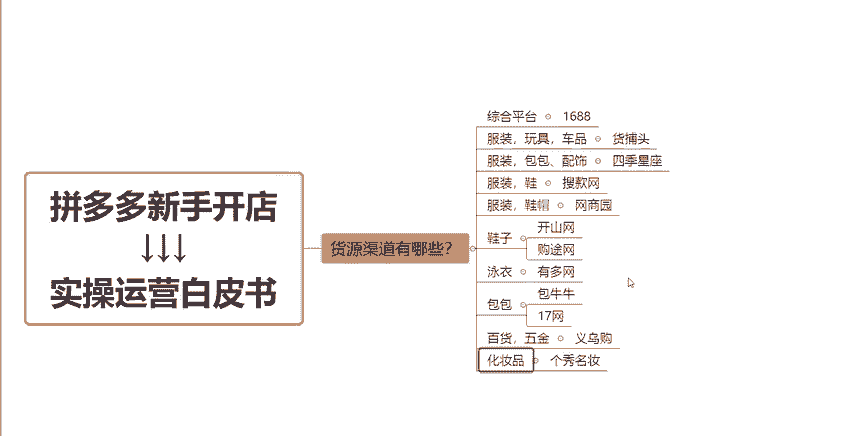 拼多多新手开店
↓↓↓
实操运营白皮书
货源渠道有哪些？
综合平台 1688
服装，玩具，车品 货捕头
服装，包包、配饰 四季星座
服装，鞋 搜款网
服装，鞋帽 网商园
鞋子
开山网
购途网
泳衣 有多网
包包
包牛牛
17网
百货，五金 义乌购
化妆品 个秀名妆